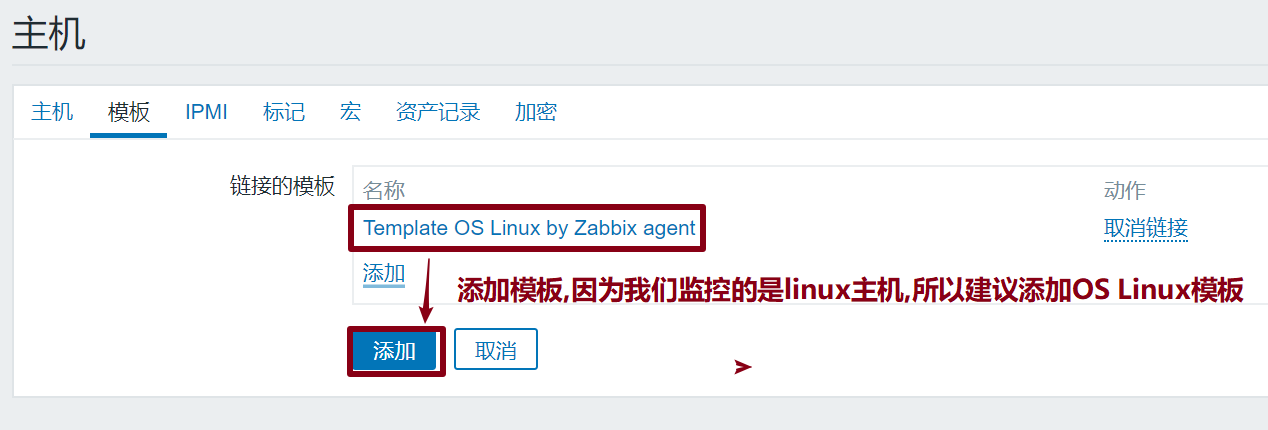 主机
主机 模板 IPMI 标记 宏 资产记录 加密
链接的模板 名称 动作
Template OS Linux by Zabbix agent 取消链接
添加
添加模板,因为我们监控的是linux主机,所以建议添加OS Linux模板
添加 取消